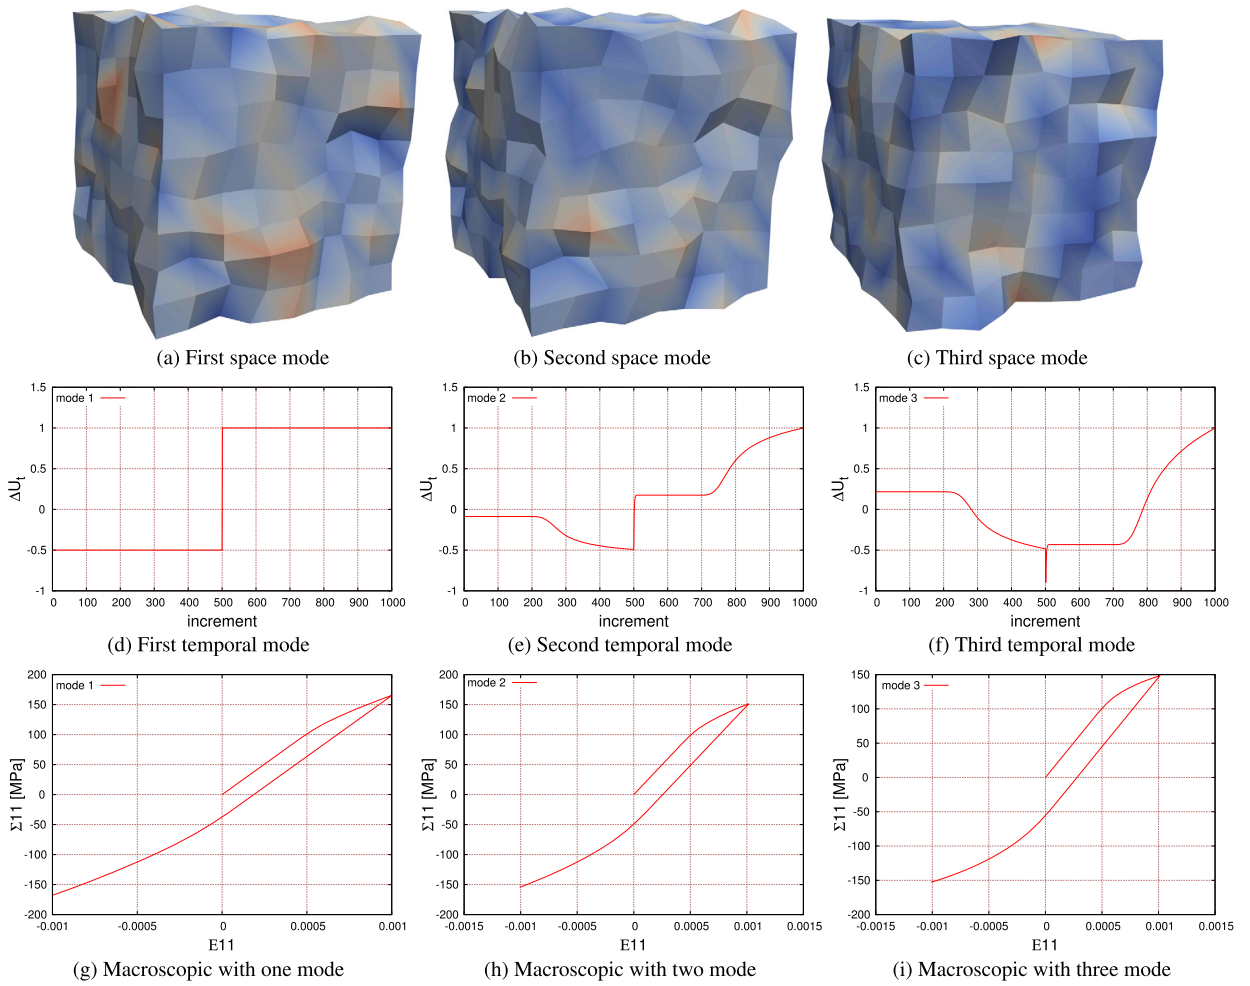 (a) First space mode
(b) Second space mode
(c) Third space mode
1.5
1
0.5
0
-0.5
-1
ΔUt
mode 1
0 100 200 300 400 500 600 700 800 900 1000
increment
(d) First temporal mode
1.5
1
0.5
0
-0.5
-1
ΔUt
mode 2
0 100 200 300 400 500 600 700 800 900 1000
increment
(e) Second temporal mode
1.5
1
0.5
0
-0.5
-1
ΔUt
mode 3
0 100 200 300 400 500 600 700 800 900 1000
increment
(f) Third temporal mode
200
150
100
50
0
-50
-100
-150
-200
Σ11 [MPa]
mode 1
-0.001 -0.0005 0 0.0005 0.001
E11
(g) Macroscopic with one mode
200
150
100
50
0
-50
-100
-150
-200
Σ11 [MPa]
mode 2
-0.0015 -0.001 -0.0005 0 0.0005 0.001 0.0015
E11
(h) Macroscopic with two mode
150
100
50
0
-50
-100
-150
-200
Σ11 [MPa]
mode 3
-0.0015 -0.001 -0.0005 0 0.0005 0.001 0.0015
E11
(i) Macroscopic with three mode